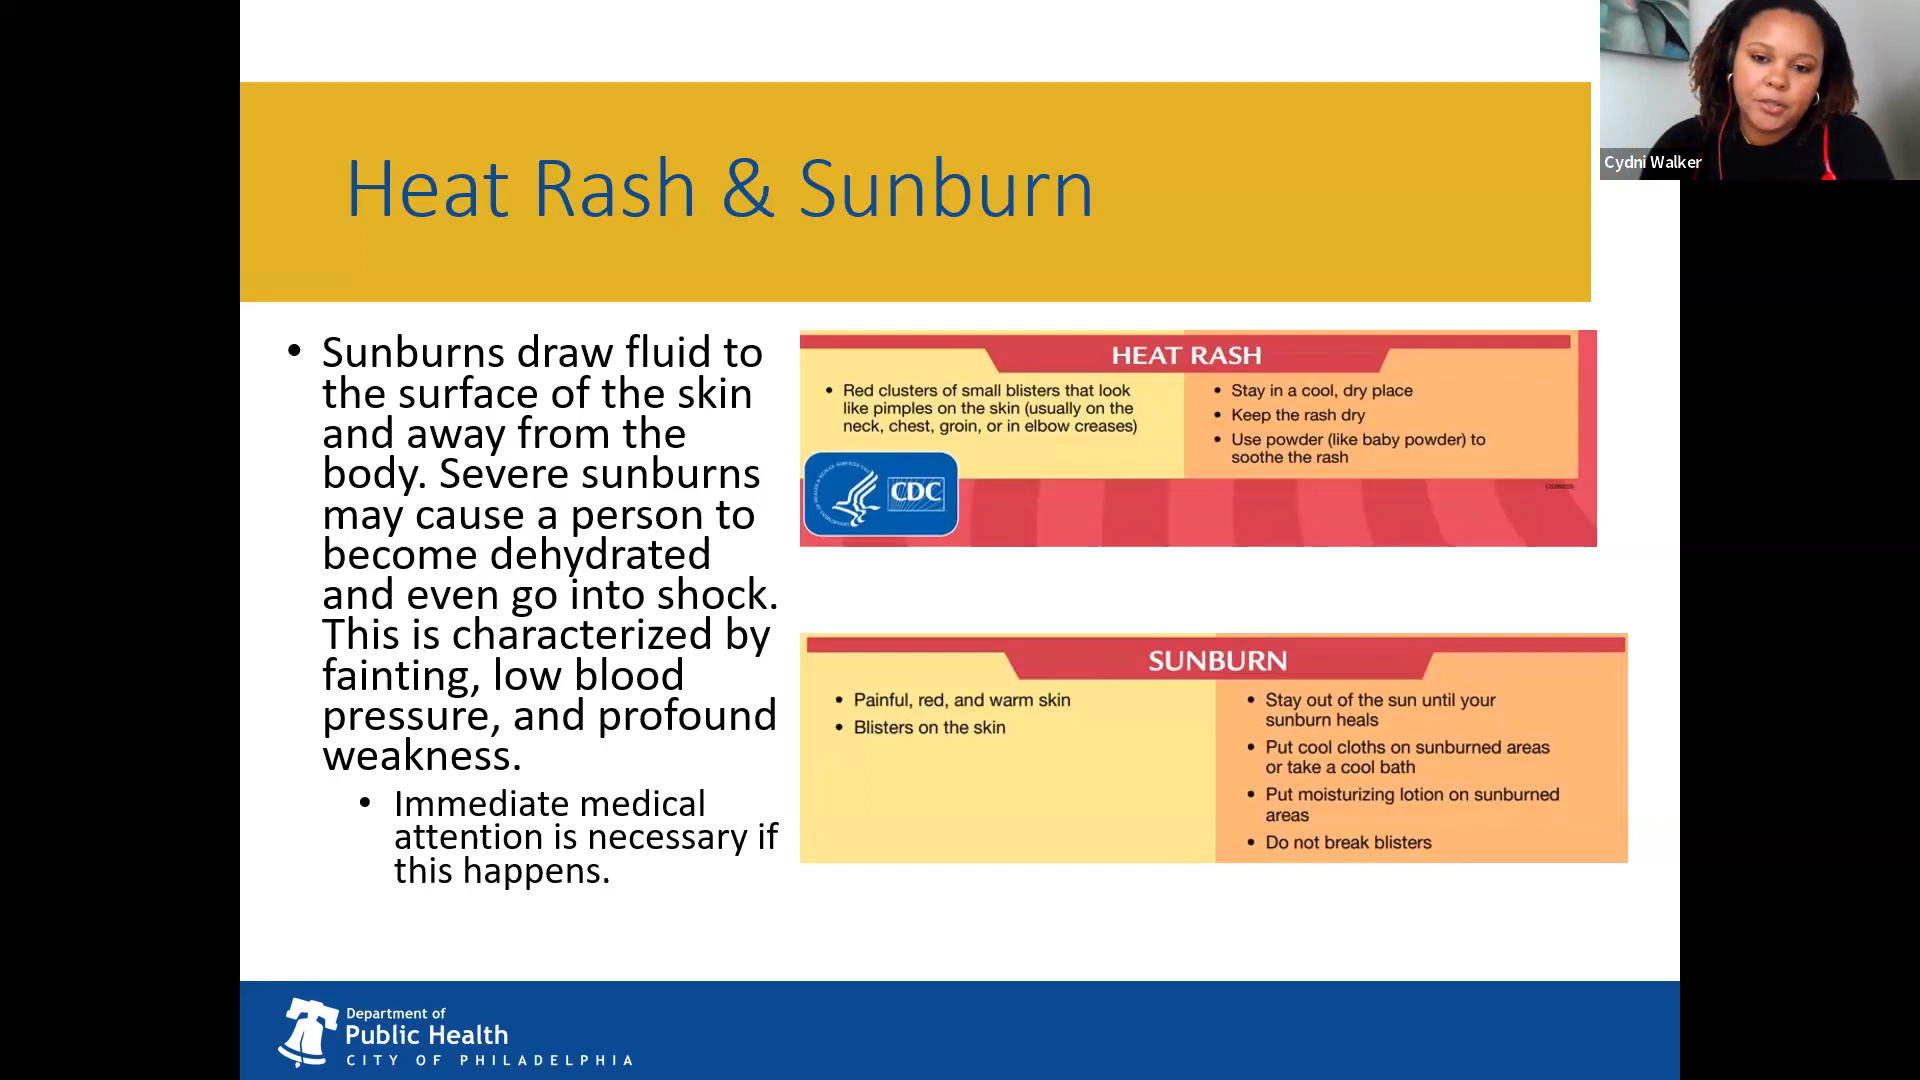 Cydni Walker
Heat Rash & Sunburn
• Sunburns draw fluid to
the surface of the skin
and away from the
body. Severe sunburns
may cause a person to
become dehydrated
and even go into shock.
This is characterized by
fainting, low blood
pressure, and profound
weakness.
• Immediate medical
attention is necessary if
this happens.
HEAT RASH
• Red clusters of small blisters that look
like pimples on the skin (usually on the
neck, chest, groin, or in elbow creases)
• Stay in a cool, dry place
• Keep the rash dry
• Use powder (like baby powder) to
soothe the rash
CDC
SUNBURN
• Painful, red, and warm skin
• Blisters on the skin
• Stay out of the sun until your
sunburn heals
• Put cool cloths on sunburned areas
or take a cool bath
• Put moisturizing lotion on sunburned
areas
• Do not break blisters
Department of
Public Health
CITY OF PHILADELPHIA